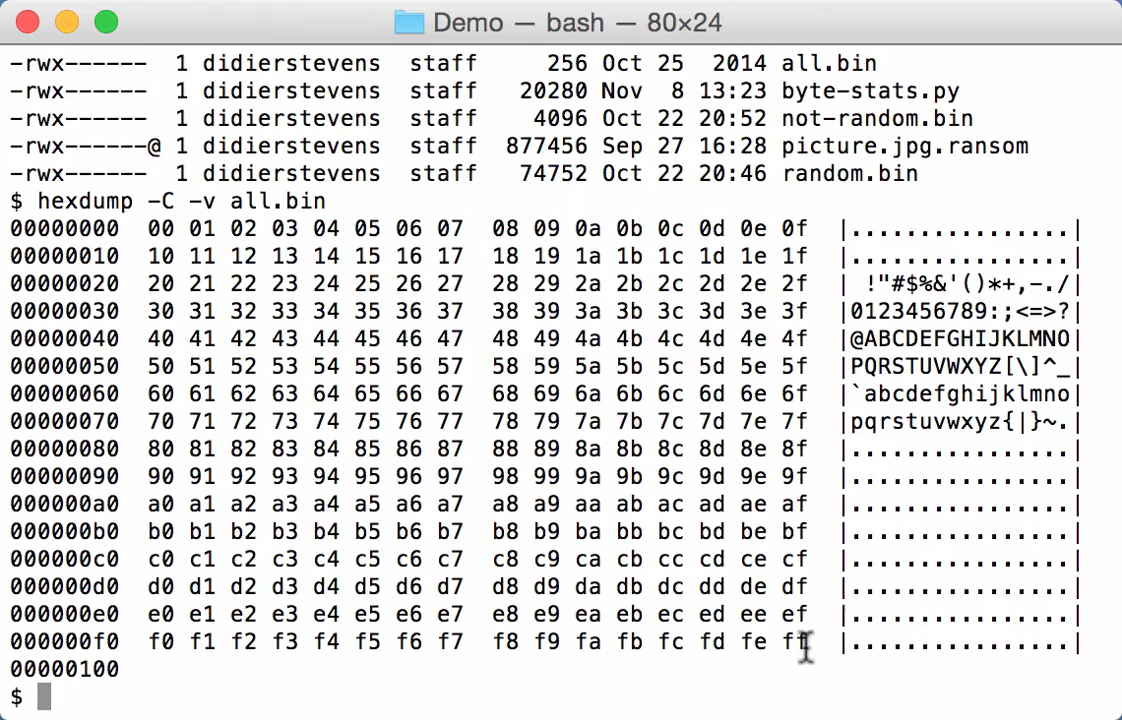 Demo — bash — 80×24
-rwx------  1 didierstevens  staff     256 Oct 25  2014 all.bin
-rwx------  1 didierstevens  staff   20280 Nov  8 13:23 byte-stats.py
-rwx------  1 didierstevens  staff    4096 Oct 22 20:52 not-random.bin
-rwx------@ 1 didierstevens  staff  877456 Sep 27 16:28 picture.jpg.ransom
-rwx------  1 didierstevens  staff   74752 Oct 22 20:46 random.bin
$ hexdump -C -v all.bin
00000000  00 01 02 03 04 05 06 07  08 09 0a 0b 0c 0d 0e 0f  |................|
00000010  10 11 12 13 14 15 16 17  18 19 1a 1b 1c 1d 1e 1f  |................|
00000020  20 21 22 23 24 25 26 27  28 29 2a 2b 2c 2d 2e 2f  | !"#$%&'()*+,-./|
00000030  30 31 32 33 34 35 36 37  38 39 3a 3b 3c 3d 3e 3f  |0123456789:;<=>?|
00000040  40 41 42 43 44 45 46 47  48 49 4a 4b 4c 4d 4e 4f  |@ABCDEFGHIJKLMNO|
00000050  50 51 52 53 54 55 56 57  58 59 5a 5b 5c 5d 5e 5f  |PQRSTUVWXYZ[\]^_|
00000060  60 61 62 63 64 65 66 67  68 69 6a 6b 6c 6d 6e 6f  |`abcdefghijklmno|
00000070  70 71 72 73 74 75 76 77  78 79 7a 7b 7c 7d 7e 7f  |pqrstuvwxyz{|}~.|
00000080  80 81 82 83 84 85 86 87  88 89 8a 8b 8c 8d 8e 8f  |................|
00000090  90 91 92 93 94 95 96 97  98 99 9a 9b 9c 9d 9e 9f  |................|
000000a0  a0 a1 a2 a3 a4 a5 a6 a7  a8 a9 aa ab ac ad ae af  |................|
000000b0  b0 b1 b2 b3 b4 b5 b6 b7  b8 b9 ba bb bc bd be bf  |................|
000000c0  c0 c1 c2 c3 c4 c5 c6 c7  c8 c9 ca cb cc cd ce cf  |................|
000000d0  d0 d1 d2 d3 d4 d5 d6 d7  d8 d9 da db dc dd de df  |................|
000000e0  e0 e1 e2 e3 e4 e5 e6 e7  e8 e9 ea eb ec ed ee ef  |................|
000000f0  f0 f1 f2 f3 f4 f5 f6 f7  f8 f9 fa fb fc fd fe ff  |................|
00000100
$